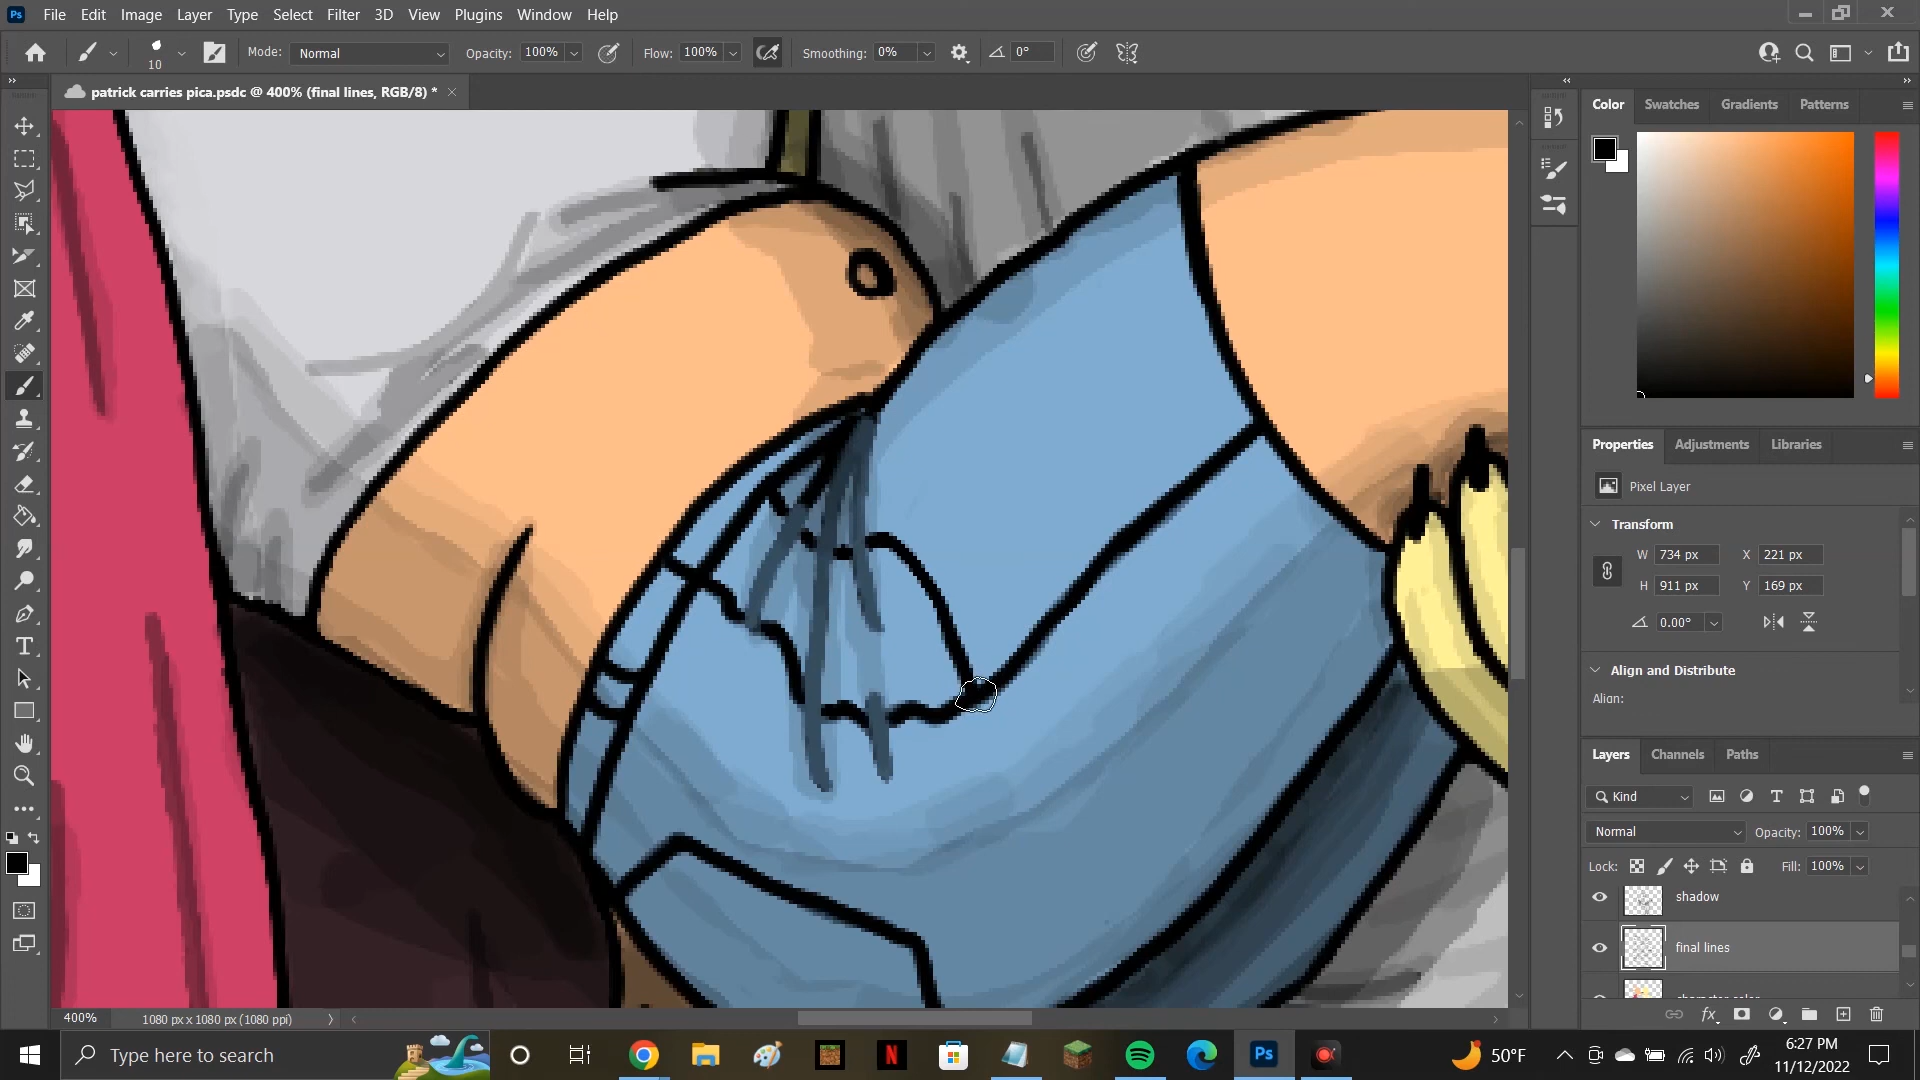 Ps File Edit Image Layer Type Select Filter 3D View Plugins Window Help
10 Mode: Normal Opacity: 100% Flow: 100% Smoothing: 0% 0°
patrick carries pica.psdc @ 400% (final lines, RGB/8) *
Color Swatches Gradients Patterns
Properties Adjustments Libraries
Pixel Layer
Transform
W 734 px X 221 px
H 911 px Y 169 px
0.00°
Align and Distribute
Align:
Layers Channels Paths
Kind
Normal Opacity: 100%
Lock: Fill: 100%
shadow
final lines
400% 1080 px x 1080 px (1080 ppi)
Type here to search
N
Ps
50°F
6:27 PM
11/12/2022